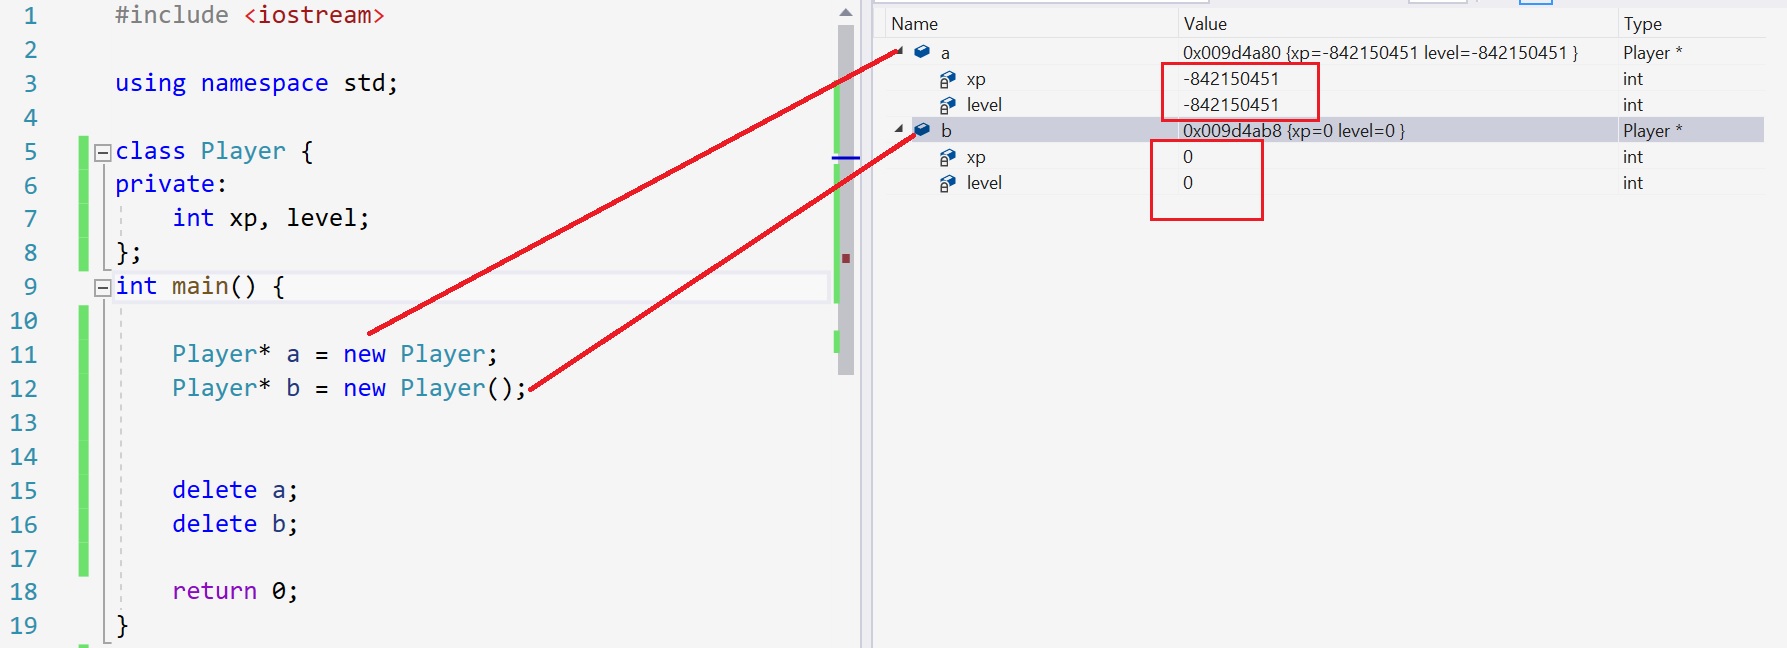 1 #include <iostream>
2
3 using namespace std;
4
5 class Player {
6 private:
7     int xp, level;
8 };
9 int main() {
10
11     Player* a = new Player;
12     Player* b = new Player();
13
14
15     delete a;
16     delete b;
17
18     return 0;
19 }
Name Value Type
a 0x009d4a80 {xp=-842150451 level=-842150451 } Player *
xp -842150451 int
level -842150451 int
b 0x009d4ab8 {xp=0 level=0 } Player *
xp 0 int
level 0 int